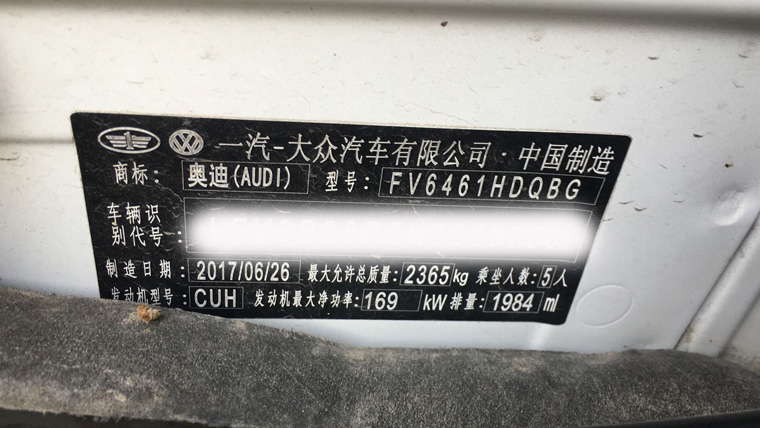 一汽-大众汽车有限公司·中国制造
商标: 奥迪(AUDI) 型号: FV6461HDQBG
车辆识
别代号:
制造日期: 2017/06/26 最大允许总质量: 2365kg 乘坐人数: 5人
发动机型号: CUH 发动机最大净功率: 169 kW 排量: 1984 ml